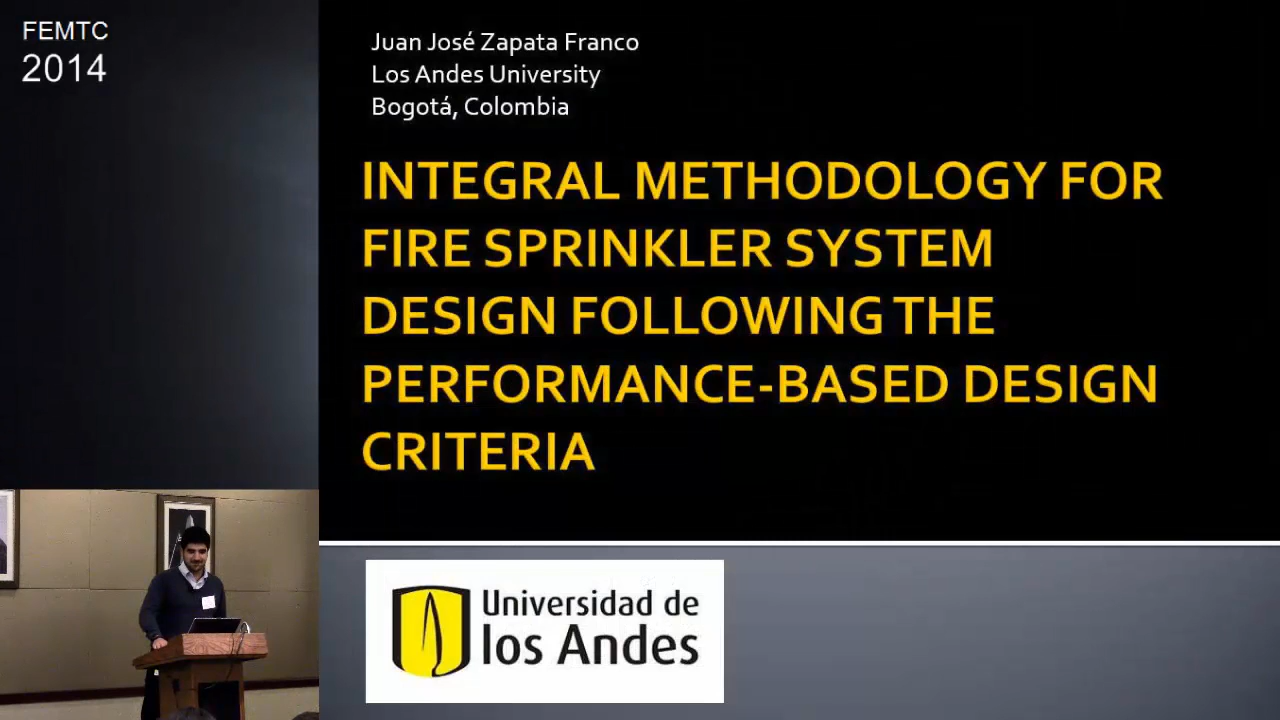 FEMTC
2014
Juan José Zapata Franco
Los Andes University
Bogotá, Colombia
INTEGRAL METHODOLOGY FOR
FIRE SPRINKLER SYSTEM
DESIGN FOLLOWING THE
PERFORMANCE-BASED DESIGN
CRITERIA
Universidad de
los Andes